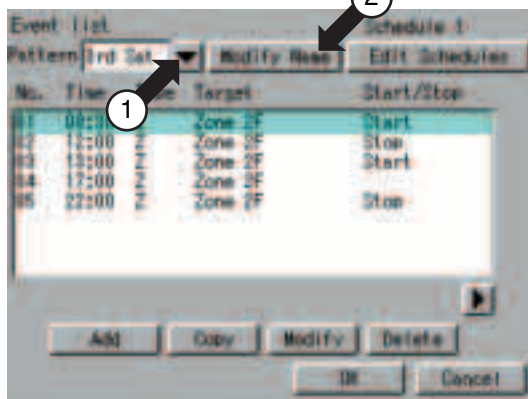 2
Event list Schedule 1
Pattern 3rd Sat. Modify Name Edit Schedules
1
No. Time Target Start/Stop
01 08:00 Z Zone 2F Start
02 12:00 Z Zone 2F Stop
03 13:00 Z Zone 2F Start
04 17:00 Z Zone 2F
05 22:00 Z Zone 2F Stop
Add Copy Modify Delete
OK Cancel